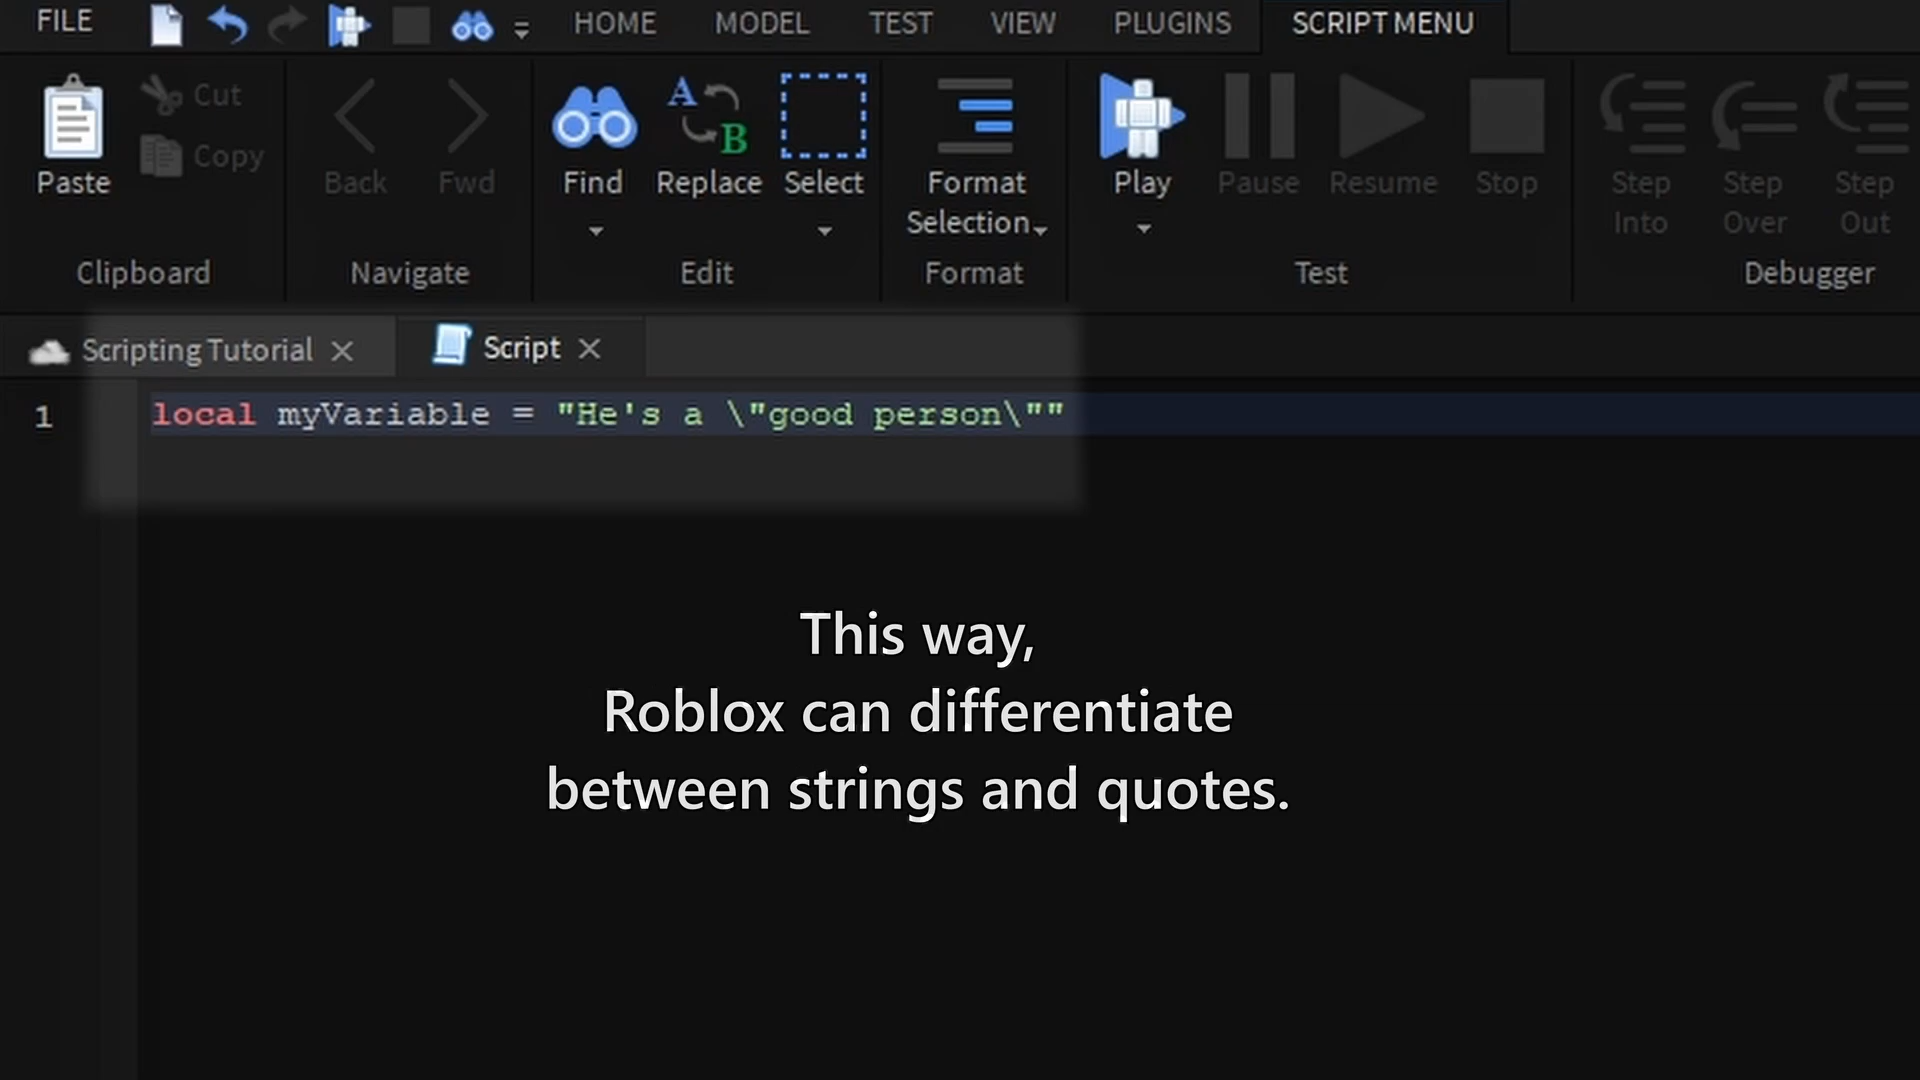 FILE HOME MODEL TEST VIEW PLUGINS SCRIPT MENU
Paste
Cut
Copy
Clipboard
Back Fwd
Navigate
Find Replace Select
Edit
Format
Selection
Format
Play Pause Resume Stop
Test
Step Step Step
Into Over Out
Debugger
Scripting Tutorial Script
1 local myVariable = "He's a \"good person\""
This way,
Roblox can differentiate
between strings and quotes.